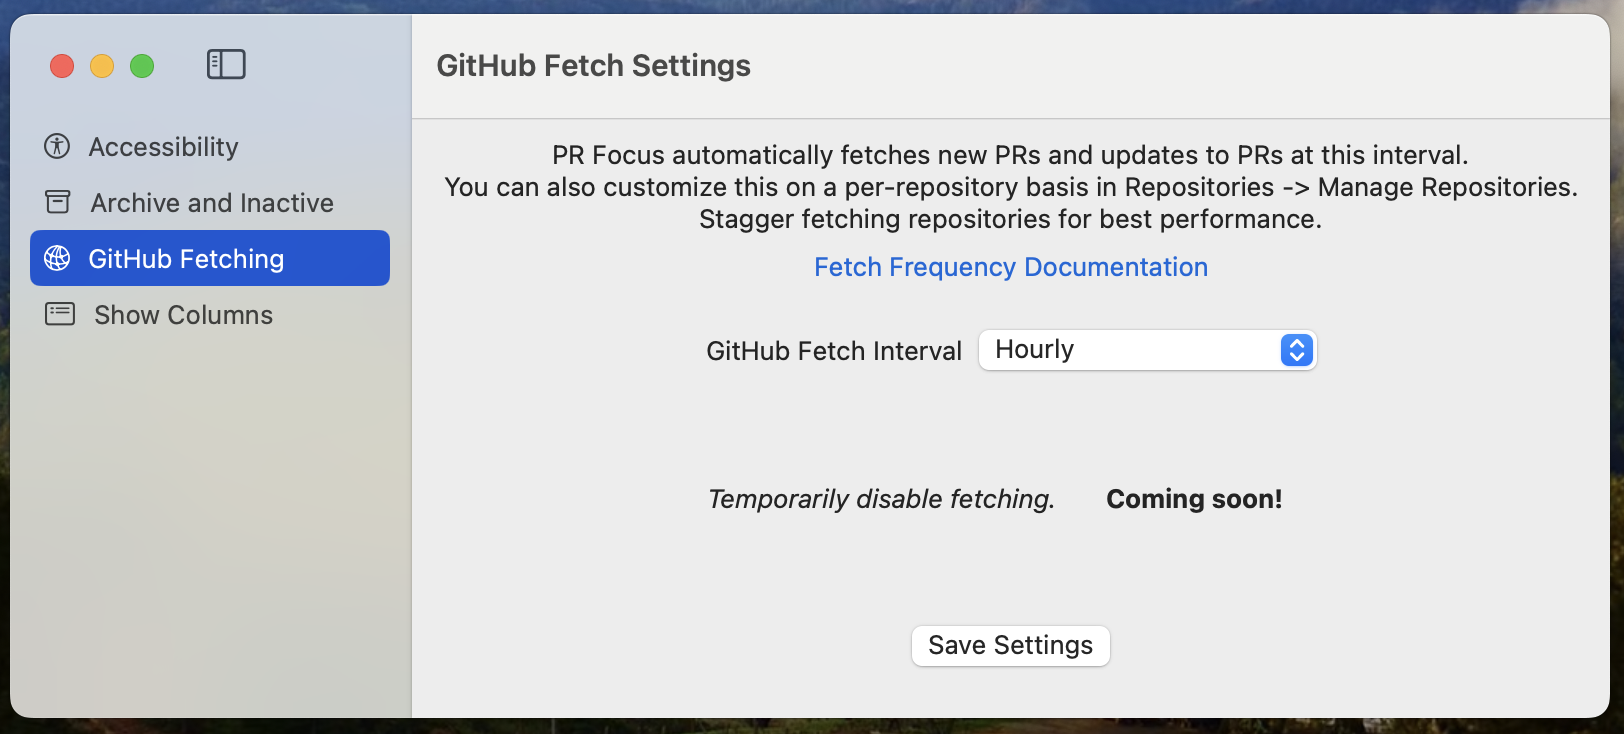 GitHub Fetch Settings
Accessibility
Archive and Inactive
GitHub Fetching
Show Columns
PR Focus automatically fetches new PRs and updates to PRs at this interval.
You can also customize this on a per-repository basis in Repositories -> Manage Repositories.
Stagger fetching repositories for best performance.
Fetch Frequency Documentation
GitHub Fetch Interval Hourly
Temporarily disable fetching. Coming soon!
Save Settings